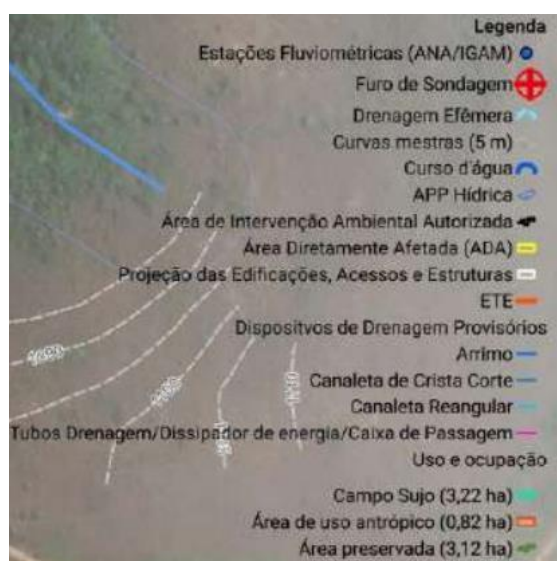 Legenda
Estações Fluviométricas (ANA/IGAM)
Furo de Sondagem
Drenagem Efêmera
Curvas mestras (5 m)
Curso d'água
APP Hídrica
Área de Intervenção Ambiental Autorizada
Área Diretamente Afetada (ADA)
Projeção das Edificações, Acessos e Estruturas
ETE
Dispositvos de Drenagem Provisórios
Arrimo
Canaleta de Crista Corte
Canaleta Reangular
Tubos Drenagem/Dissipador de energia/Caixa de Passagem
Uso e ocupação
Campo Sujo (3,22 ha)
Área de uso antrópico (0,82 ha)
Área preservada (3,12 ha)